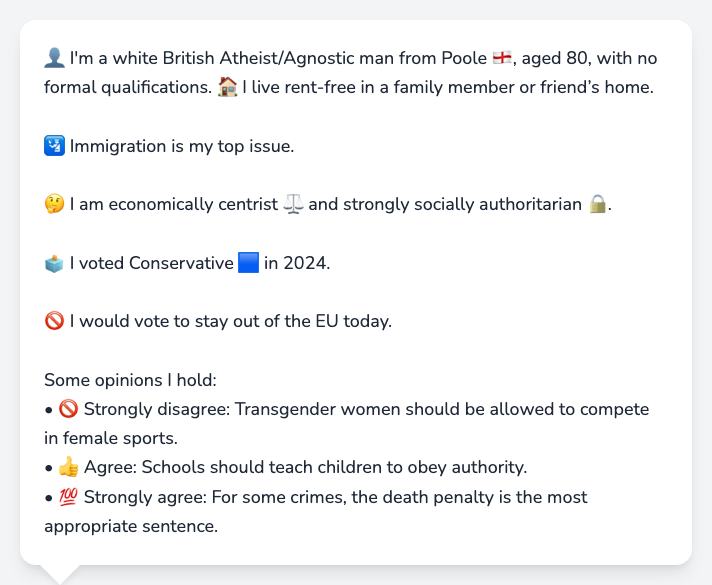 👤 I'm a white British Atheist/Agnostic man from Poole 🏴󠁧󠁢󠁥󠁮󠁧󠁿, aged 80, with no
formal qualifications. 🏠 I live rent-free in a family member or friend’s home.
🛂 Immigration is my top issue.
🤔 I am economically centrist ⚖️ and strongly socially authoritarian 🔒.
🗳️ I voted Conservative 🟦 in 2024.
🚫 I would vote to stay out of the EU today.
Some opinions I hold:
• 🚫 Strongly disagree: Transgender women should be allowed to compete
in female sports.
• 👍 Agree: Schools should teach children to obey authority.
• 💯 Strongly agree: For some crimes, the death penalty is the most
appropriate sentence.